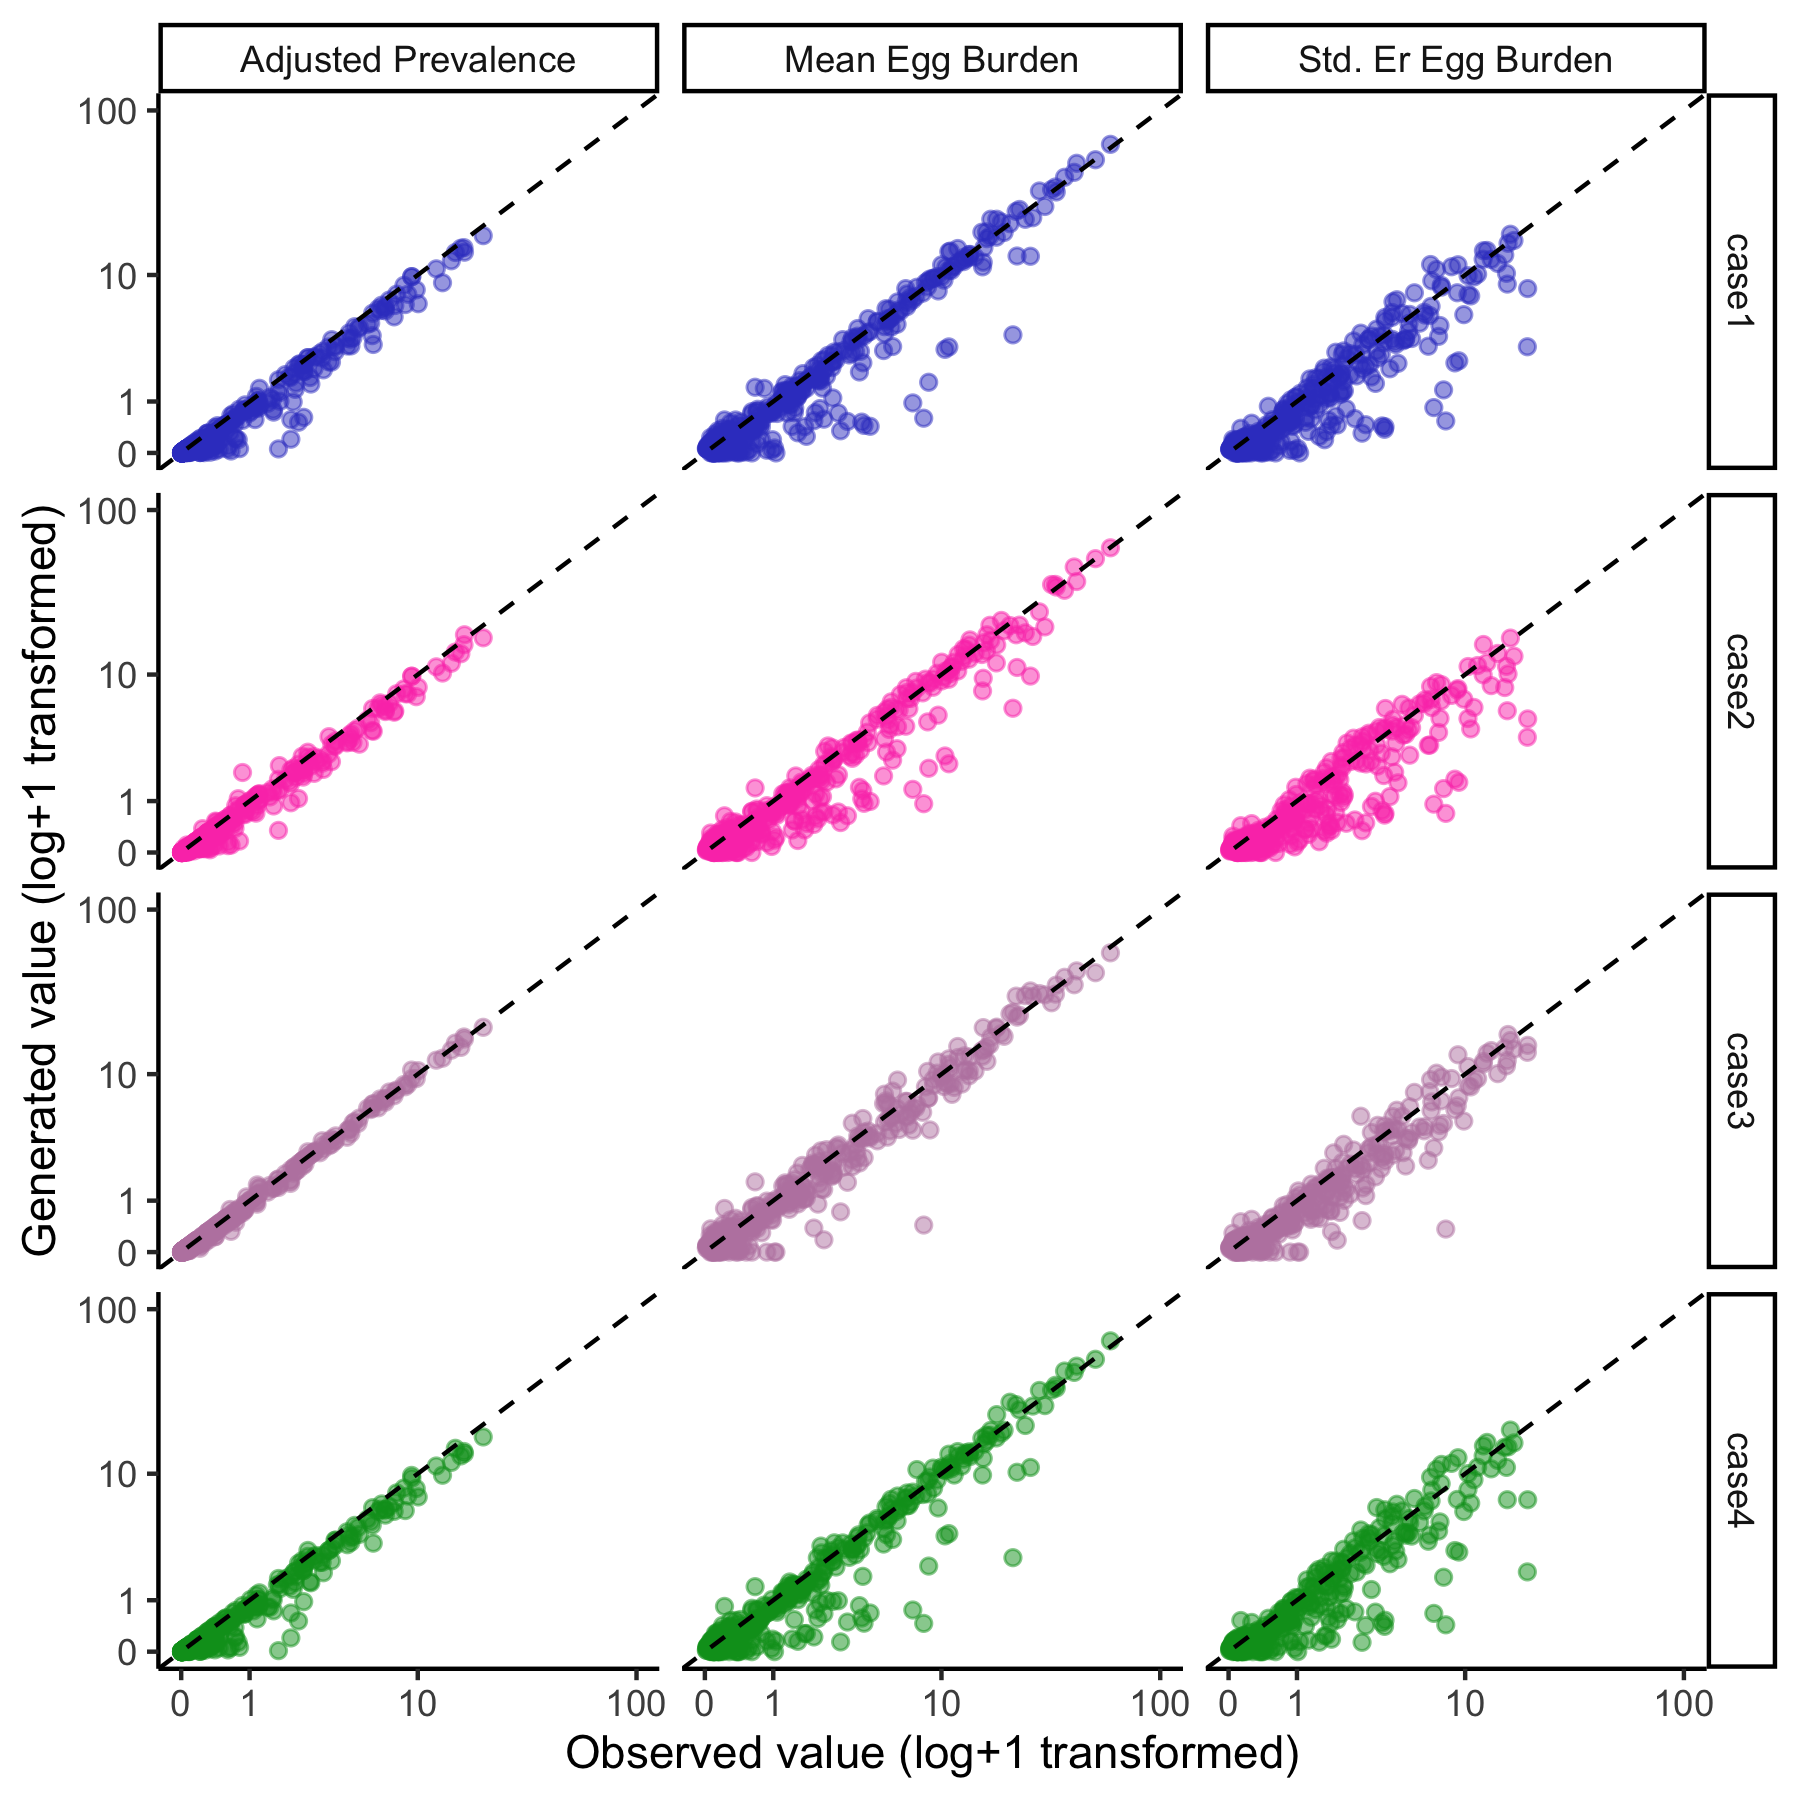 Adjusted Prevalence
Mean Egg Burden
Std. Er Egg Burden
100
10
1
0
case1
100
10
1
0
case2
100
10
1
0
case3
100
10
1
0
case4
Generated value (log+1 transformed)
0 1 10 100
0 1 10 100
0 1 10 100
Observed value (log+1 transformed)